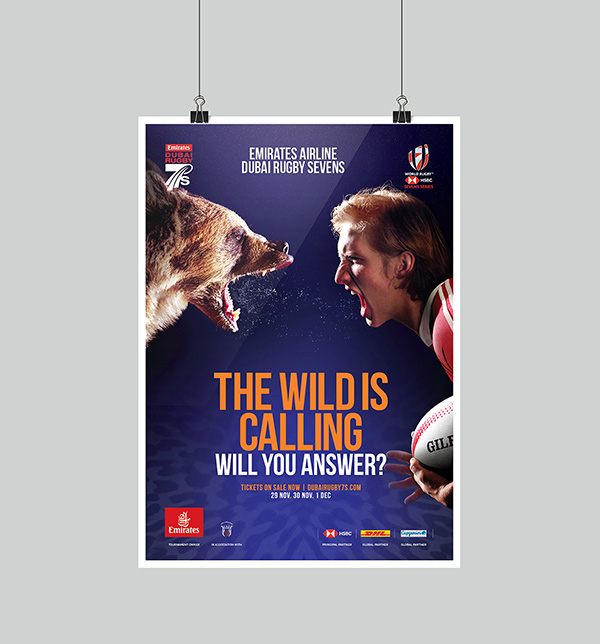 Emirates
DUBAI
RUGBY
7s
EMIRATES AIRLINE
DUBAI RUGBY SEVENS
WORLD RUGBY™
HSBC
SEVENS SERIES
THE WILD IS
CALLING
WILL YOU ANSWER?
TICKETS ON SALE NOW | DUBAIRUGBY7S.COM
29 NOV, 30 NOV, 1 DEC
GILB
Emirates
TOURNAMENT OWNER
IN ASSOCIATION WITH
HSBC
PRINCIPAL PARTNER
DHL
GLOBAL PARTNER
Capgemini
GLOBAL PARTNER